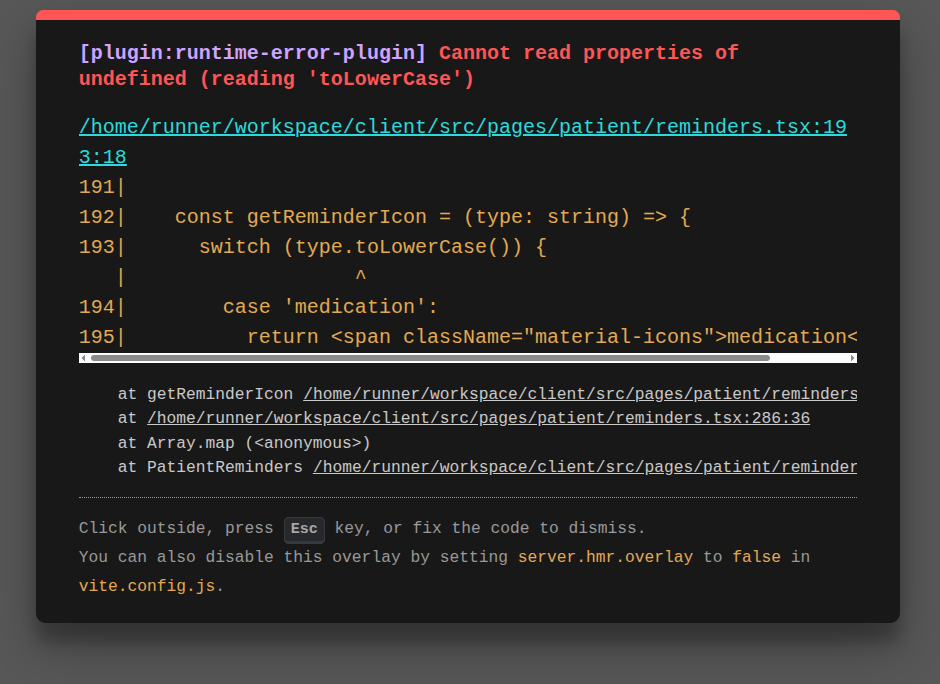 [plugin:runtime-error-plugin] Cannot read properties of
undefined (reading 'toLowerCase')
/home/runner/workspace/client/src/pages/patient/reminders.tsx:19
3:18
191|
192|    const getReminderIcon = (type: string) => {
193|      switch (type.toLowerCase()) {
   |                   ^
194|        case 'medication':
195|          return <span className="material-icons">medication<
at getReminderIcon /home/runner/workspace/client/src/pages/patient/reminders
at /home/runner/workspace/client/src/pages/patient/reminders.tsx:286:36
at Array.map (<anonymous>)
at PatientReminders /home/runner/workspace/client/src/pages/patient/reminder
Click outside, press Esc key, or fix the code to dismiss.
You can also disable this overlay by setting server.hmr.overlay to false in
vite.config.js.